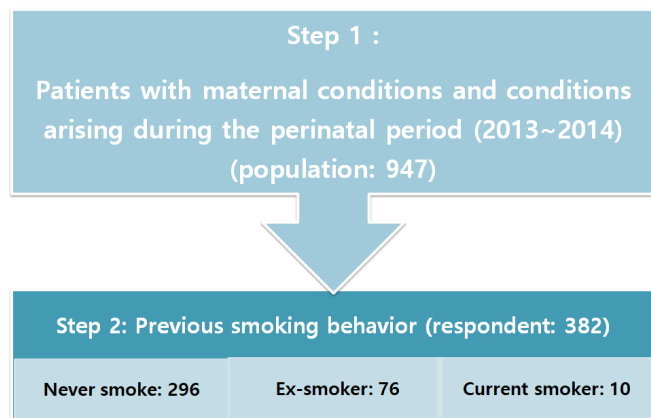 Step 1 :
Patients with maternal conditions and conditions
arising during the perinatal period (2013~2014)
(population: 947)
Step 2: Previous smoking behavior (respondent: 382)
Never smoke: 296
Ex-smoker: 76
Current smoker: 10